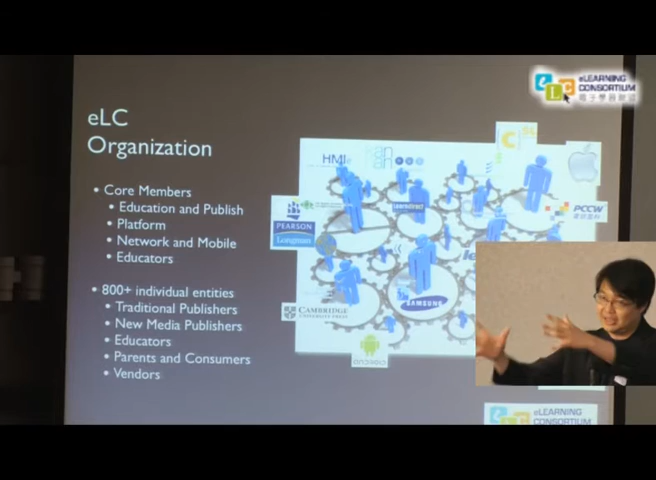 eLEARNING
CONSORTIUM
eLC
電子學習聯盟
eLC
Organization
• Core Members
• Education and Publish
• Platform
• Network and Mobile
• Educators
• 800+ individual entities
• Traditional Publishers
• New Media Publishers
• Educators
• Parents and Consumers
• Vendors
HMI
PCCW
PEARSON
Longman
SAMSUNG
CAMBRIDGE
UNIVERSITY PRESS
ANDROID
eLEARNING
CONSORTIUM